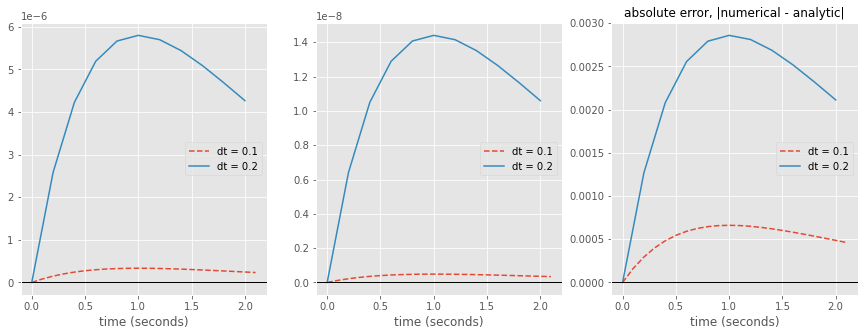 1e−6
6
5
4
3
2
1
0
0.0 0.5 1.0 1.5 2.0
time (seconds)
dt = 0.1
dt = 0.2
1e−8
1.4
1.2
1.0
0.8
0.6
0.4
0.2
0.0
0.0 0.5 1.0 1.5 2.0
time (seconds)
dt = 0.1
dt = 0.2
absolute error, |numerical - analytic|
0.0030
0.0025
0.0020
0.0015
0.0010
0.0005
0.0000
0.0 0.5 1.0 1.5 2.0
time (seconds)
dt = 0.1
dt = 0.2